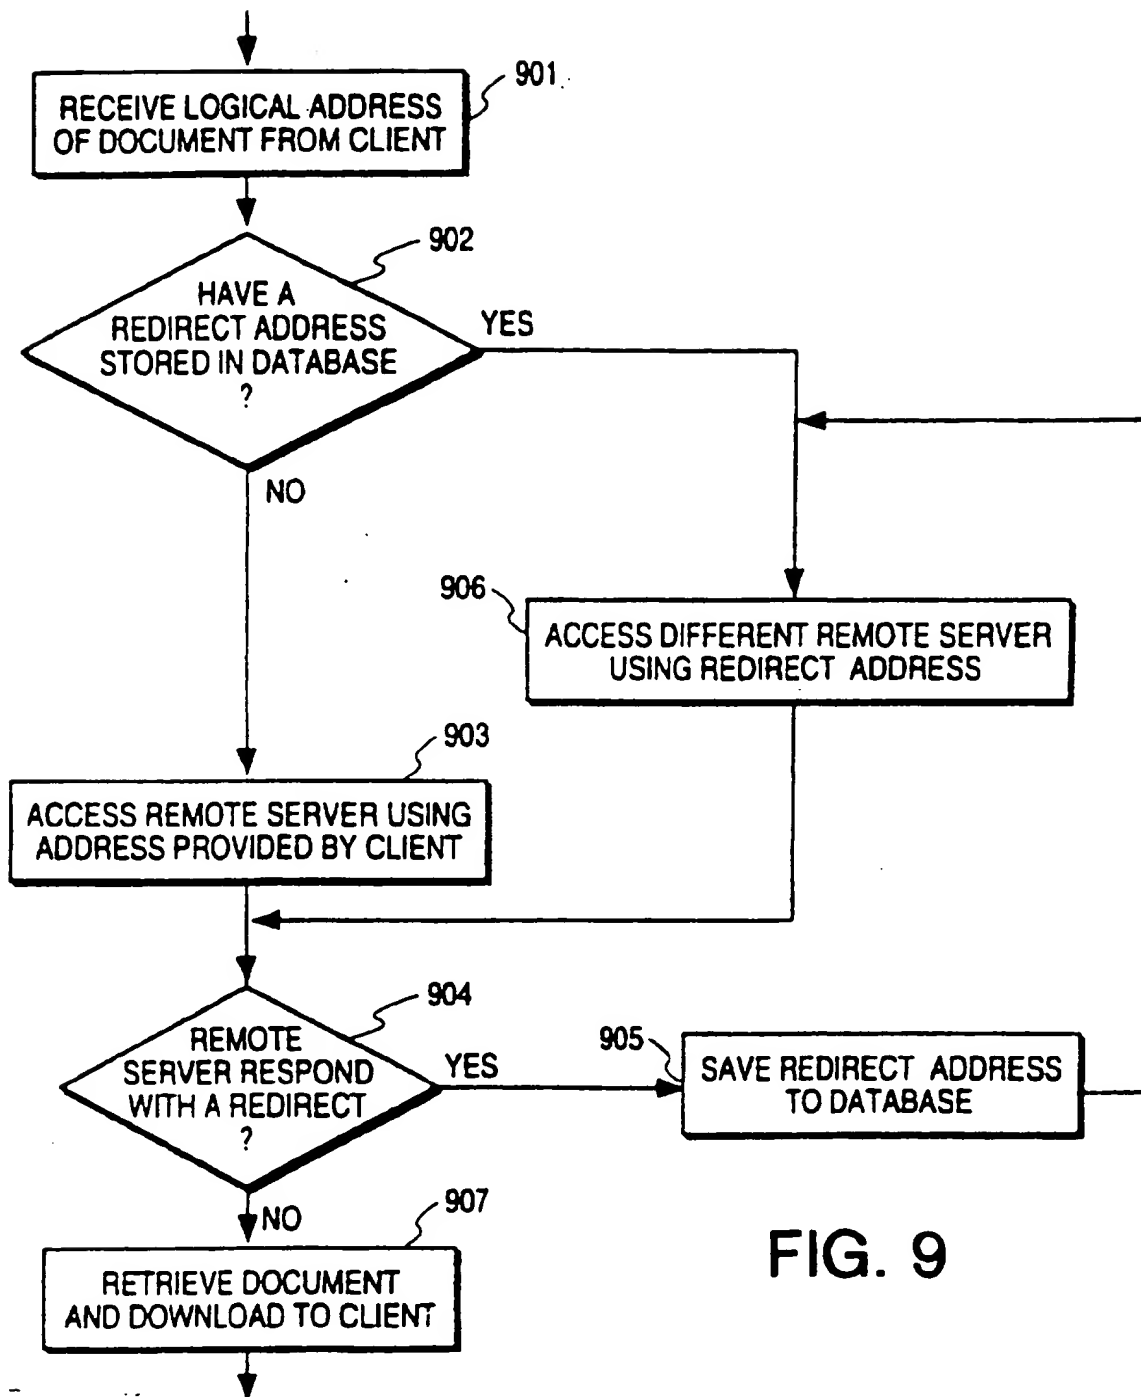 901
RECEIVE LOGICAL ADDRESS
OF DOCUMENT FROM CLIENT
902
HAVE A
REDIRECT ADDRESS
STORED IN DATABASE
?
YES
NO
906
ACCESS DIFFERENT REMOTE SERVER
USING REDIRECT ADDRESS
903
ACCESS REMOTE SERVER USING
ADDRESS PROVIDED BY CLIENT
904
REMOTE
SERVER RESPOND
WITH A REDIRECT
?
YES
905
SAVE REDIRECT ADDRESS
TO DATABASE
NO
907
RETRIEVE DOCUMENT
AND DOWNLOAD TO CLIENT
FIG. 9